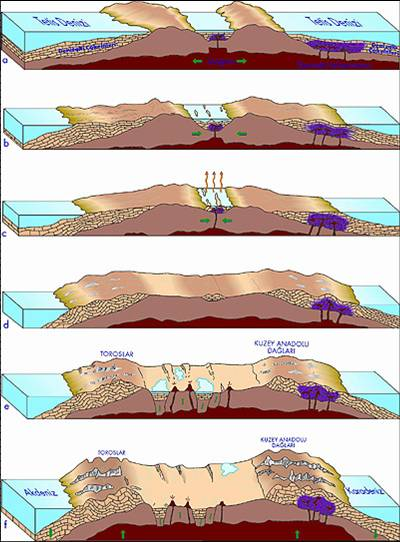 Tetis Denizi
Tetis Denizi
a
b
c
d
TOROSLAR
KUZEY ANADOLU
DAĞLARI
e
TOROSLAR
KUZEY ANADOLU
DAĞLARI
Akdeniz
Karadeniz
f